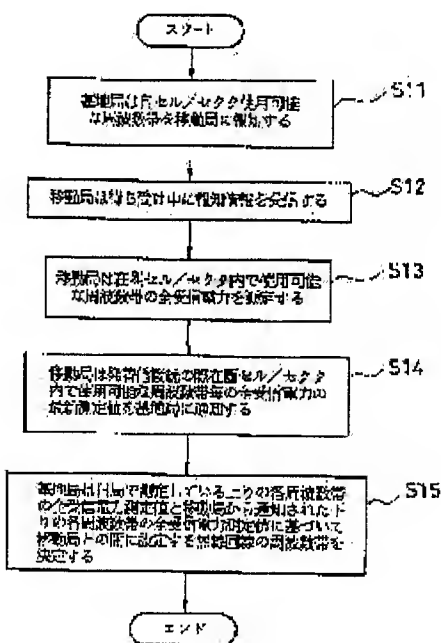 スタート
基地局は自セル/セクタ使用可能
な周波数帯を移動局に報知する
S11
移動局は待ち受け中に報知情報を受信する
S12
移動局は在圏セル/セクタ内で使用可能
な周波数帯の全受信電力を測定する
S13
移動局は発着信接続の際在圏セル/セクタ
内で使用可能な周波数帯毎の全受信電力の
最新測定値を基地局に通知する
S14
基地局は自局で測定している上りの各周波数帯
の全受信電力測定値と移動局から通知された下
りの各周波数帯の全受信電力測定値に基づいて
移動局との間に設定する無線回線の周波数帯を
決定する
S15
エンド